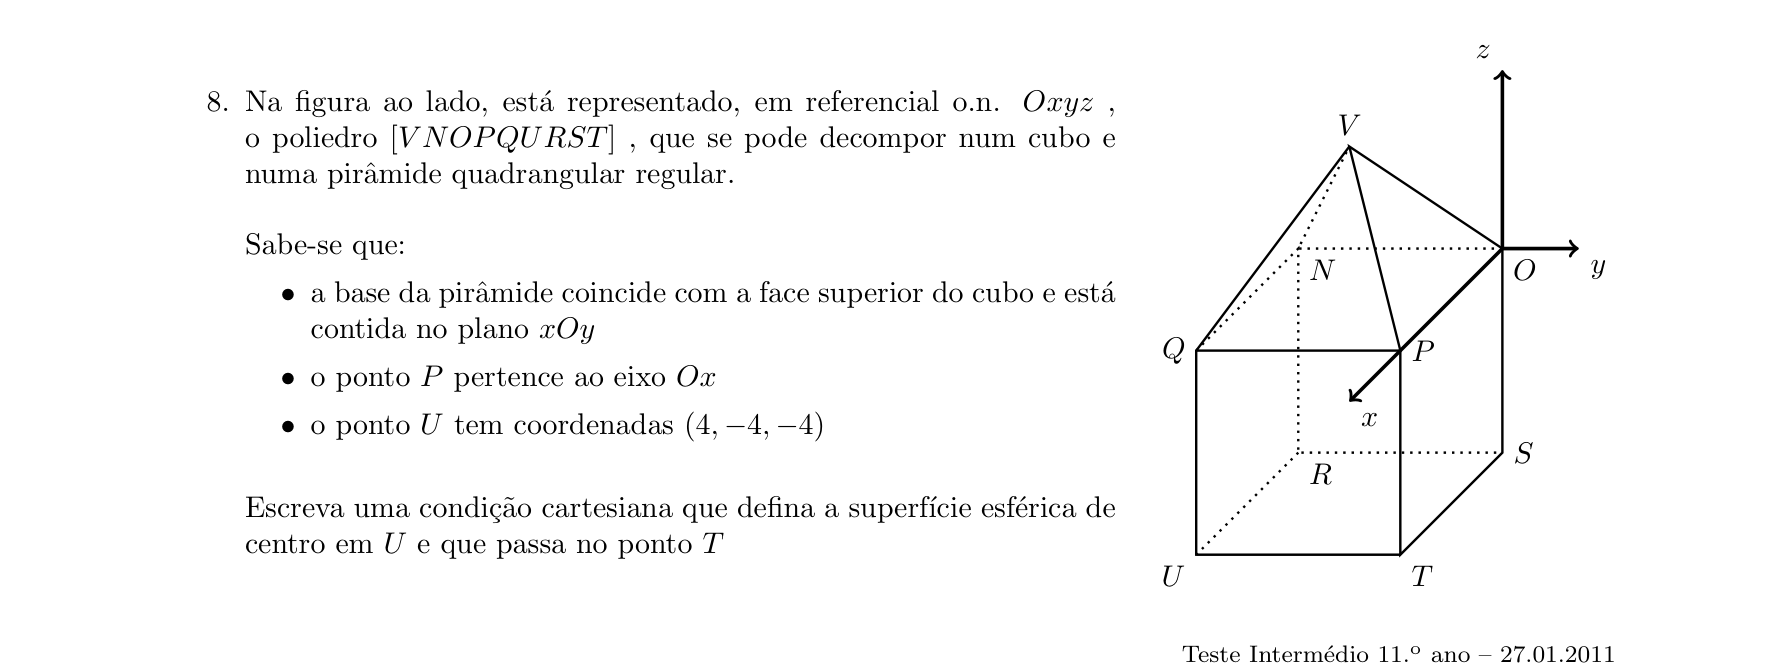 8. Na figura ao lado, está representado, em referencial o.n. Oxyz ,
o poliedro [VNOPQURST] , que se pode decompor num cubo e
numa pirâmide quadrangular regular.
Sabe-se que:
• a base da pirâmide coincide com a face superior do cubo e está
contida no plano xOy
• o ponto P pertence ao eixo Ox
• o ponto U tem coordenadas (4, −4, −4)
Escreva uma condição cartesiana que defina a superfície esférica de
centro em U e que passa no ponto T
z
V
N
O
y
Q
P
x
S
R
U
T
Teste Intermédio 11.º ano – 27.01.2011